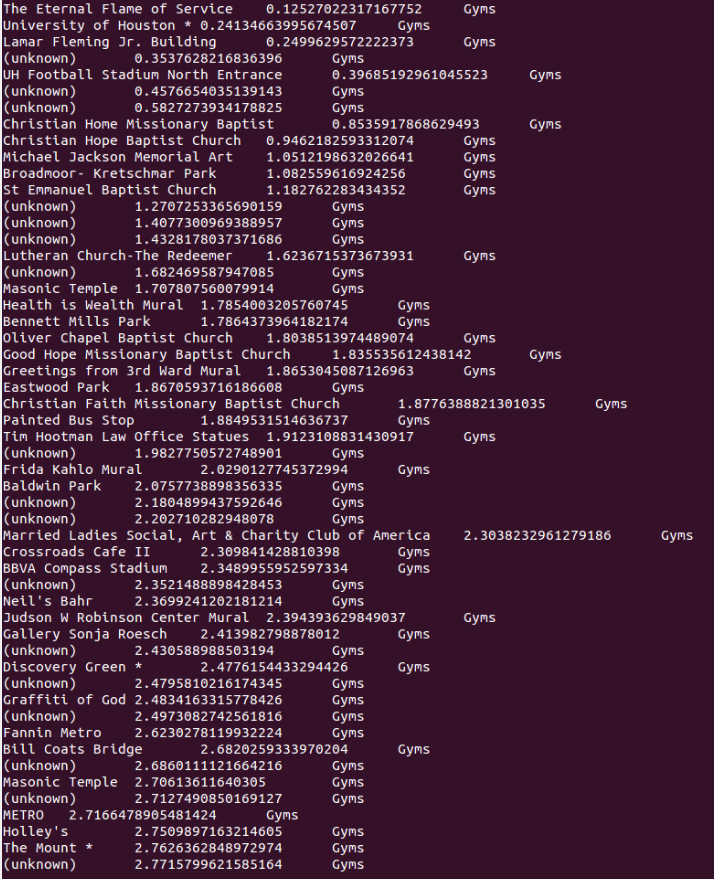 The Eternal Flame of Service 0.12527022317167752 Gyms
University of Houston * 0.24134663995674507 Gyms
Lamar Fleming Jr. Building 0.2499629572222373 Gyms
(unknown) 0.3537628216836396 Gyms
UH Football Stadium North Entrance 0.39685192961045523 Gyms
(unknown) 0.4576654035139143 Gyms
(unknown) 0.5827273934178825 Gyms
Christian Home Missionary Baptist 0.8535917868629493 Gyms
Christian Hope Baptist Church 0.9462182593312074 Gyms
Michael Jackson Memorial Art 1.0512198632026641 Gyms
Broadmoor- Kretschmar Park 1.082559616924256 Gyms
St Emmanuel Baptist Church 1.182762283434352 Gyms
(unknown) 1.2707253365690159 Gyms
(unknown) 1.4077300969388957 Gyms
(unknown) 1.4328178037371686 Gyms
Lutheran Church-The Redeemer 1.6236715373673931 Gyms
(unknown) 1.682469587947085 Gyms
Masonic Temple 1.707807560079914 Gyms
Health is Wealth Mural 1.7854003205760745 Gyms
Bennett Mills Park 1.7864373964182174 Gyms
Oliver Chapel Baptist Church 1.8038513974489074 Gyms
Good Hope Missionary Baptist Church 1.835535612438142 Gyms
Greetings from 3rd Ward Mural 1.8653045087126963 Gyms
Eastwood Park 1.8670593716186608 Gyms
Christian Faith Missionary Baptist Church 1.8776388821301035 Gyms
Painted Bus Stop 1.8849531514636737 Gyms
Tim Hootman Law Office Statues 1.9123108831430917 Gyms
(unknown) 1.9827750572748901 Gyms
Frida Kahlo Mural 2.0290127745372994 Gyms
Baldwin Park 2.0757738898356335 Gyms
(unknown) 2.1804899437592646 Gyms
(unknown) 2.202710282948078 Gyms
Married Ladies Social, Art & Charity Club of America 2.3038232961279186 Gyms
Crossroads Cafe II 2.309841428810398 Gyms
BBVA Compass Stadium 2.3489955952597334 Gyms
(unknown) 2.3521488898428453 Gyms
Neil's Bahr 2.3699241202181214 Gyms
Judson W Robinson Center Mural 2.394393629849037 Gyms
Gallery Sonja Roesch 2.413982798878012 Gyms
(unknown) 2.430588988503194 Gyms
Discovery Green * 2.4776154433294426 Gyms
(unknown) 2.4795810216174345 Gyms
Graffiti of God 2.4834163315778426 Gyms
(unknown) 2.4973082742561816 Gyms
Fannin Metro 2.6230278119932224 Gyms
Bill Coats Bridge 2.6820259333970204 Gyms
(unknown) 2.6860111121664216 Gyms
Masonic Temple 2.70613611640305 Gyms
(unknown) 2.7127490850169127 Gyms
METRO 2.7166478905481424 Gyms
Holley's 2.7509897163214605 Gyms
The Mount * 2.7626362848972974 Gyms
(unknown) 2.7715799621585164 Gyms